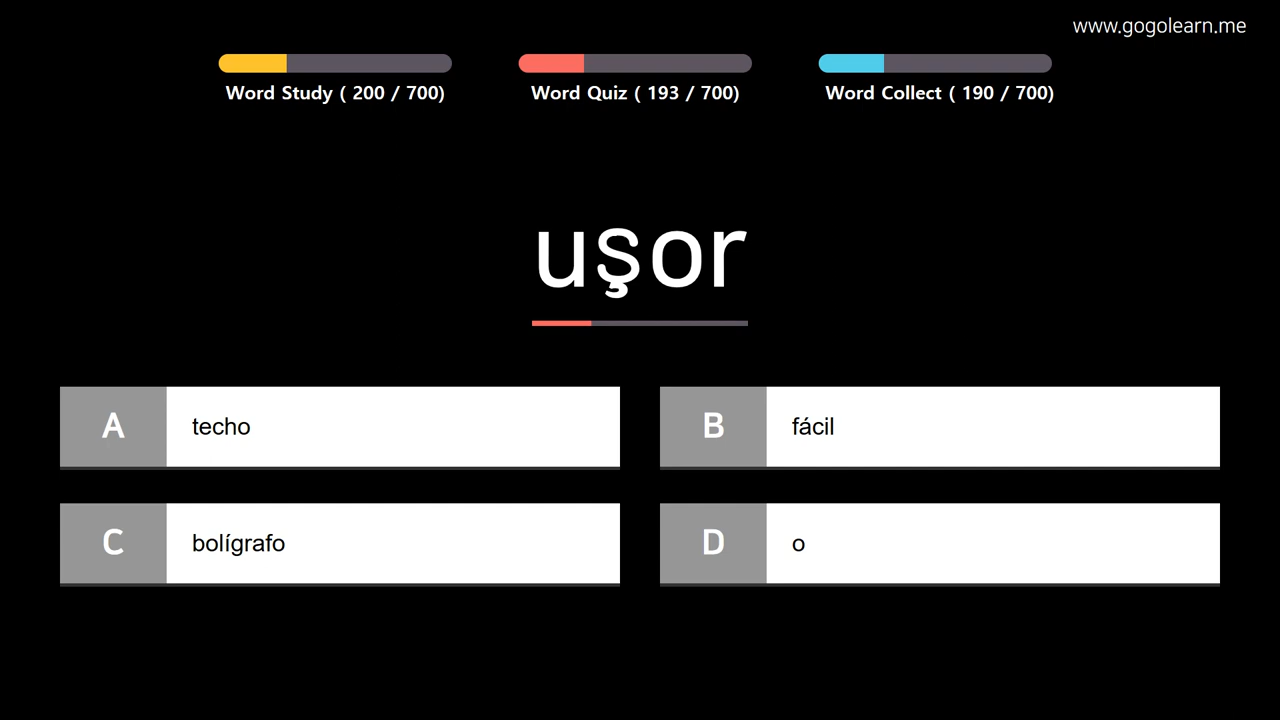 www.gogolearn.me
Word Study ( 200 / 700)
Word Quiz ( 193 / 700)
Word Collect ( 190 / 700)
uşor
A techo
B fácil
C bolígrafo
D o